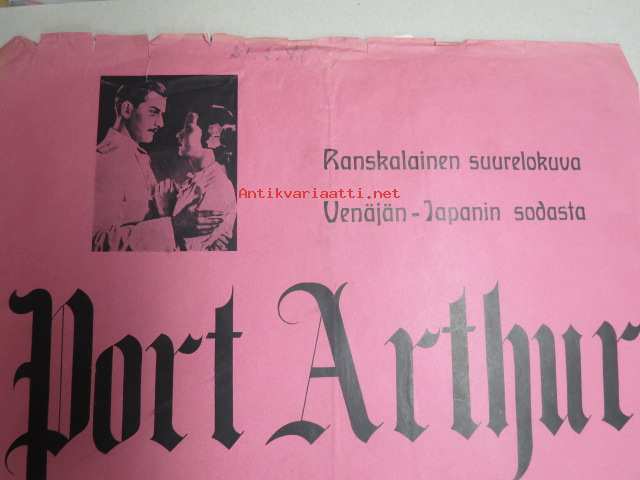 Ranskalainen suurelokuva
Antikvariaatti.net
Venäjän-Japanin sodasta
Port Arthur